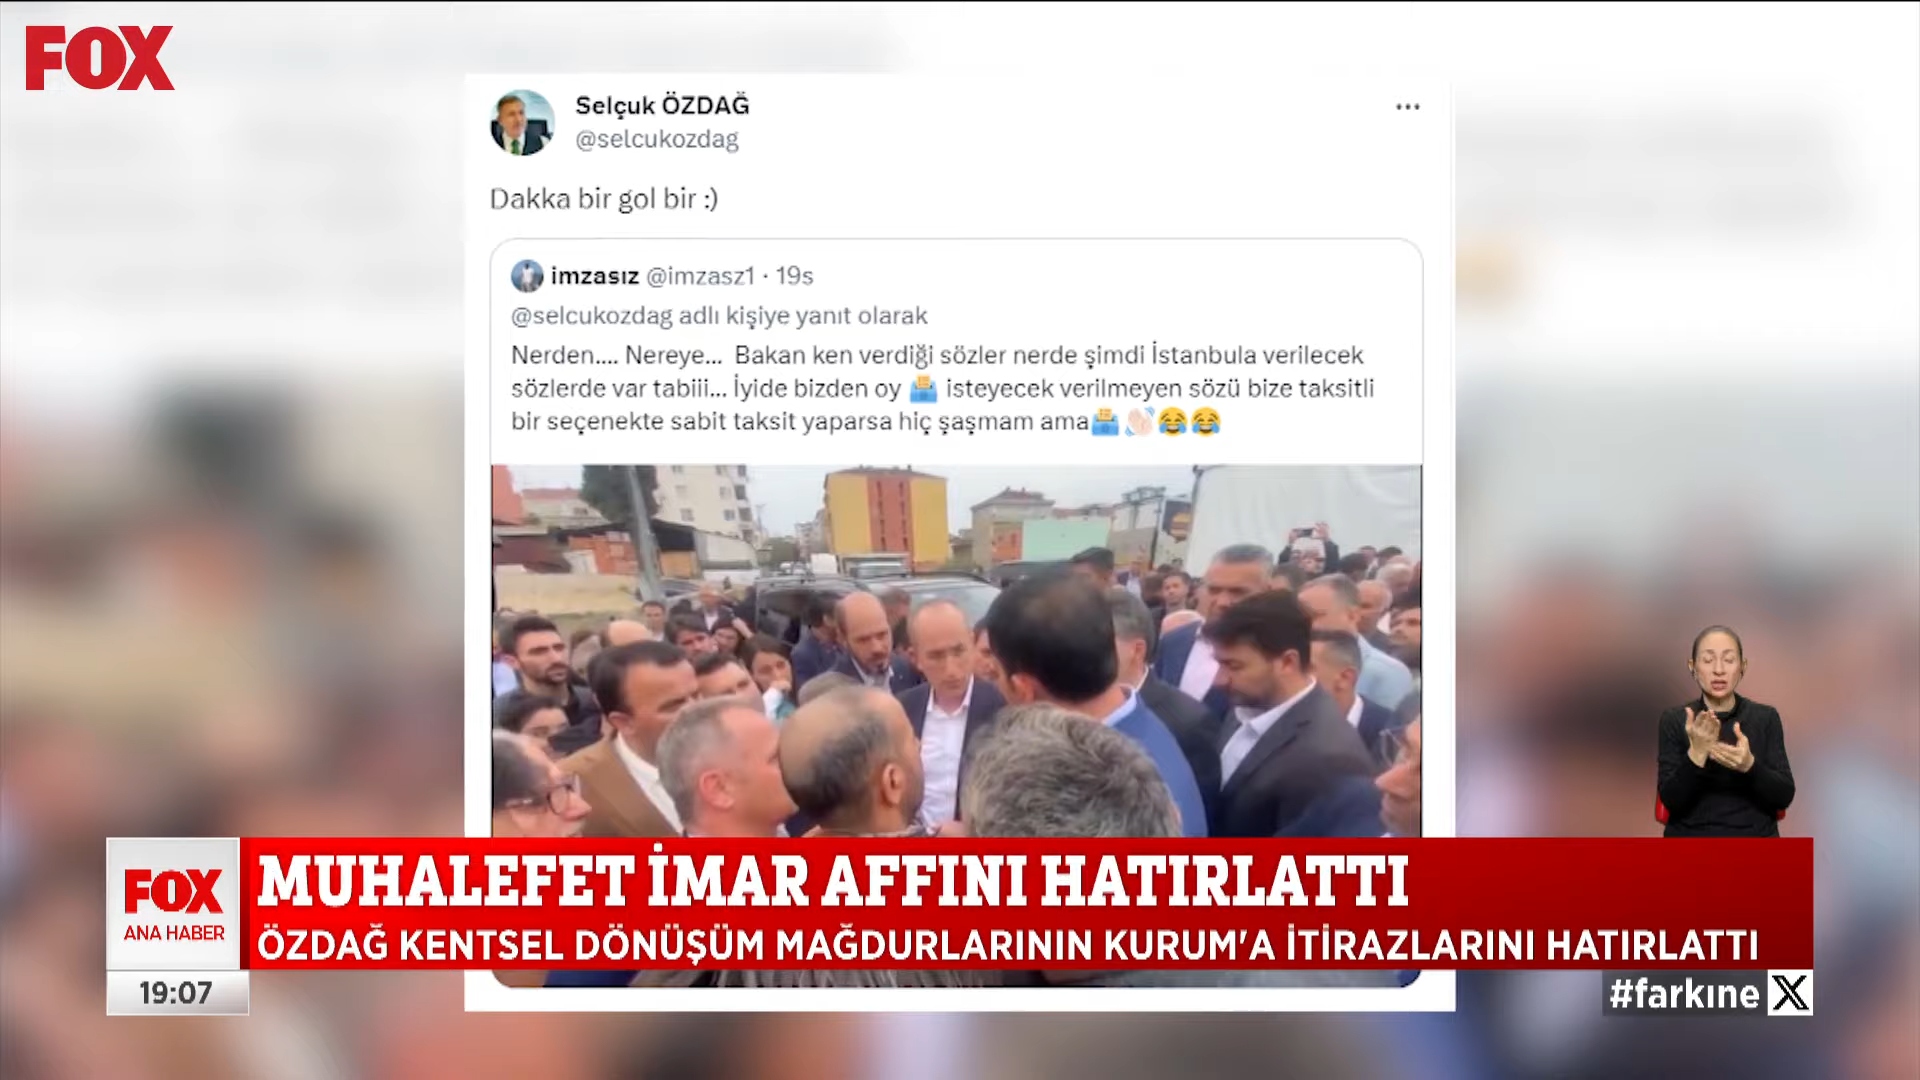 FOX
Selçuk ÖZDAĞ
@selcukozdag
Dakka bir gol bir :)
imzasız @imzasz1 · 19s
@selcukozdag adlı kişiye yanıt olarak
Nerden.... Nereye... Bakan ken verdiği sözler nerde şimdi İstanbula verilecek
sözlerde var tabiii... İyide bizden oy 🗳️ isteyecek verilmeyen sözü bize taksitli
bir seçenekte sabit taksit yaparsa hiç şaşmam ama🗳️👋🏻😂😂
FOX
ANA HABER
MUHALEFET İMAR AFFINI HATIRLATTI
ÖZDAĞ KENTSEL DÖNÜŞÜM MAĞDURLARININ KURUM'A İTİRAZLARINI HATIRLATTI
19:07
#farkıne X